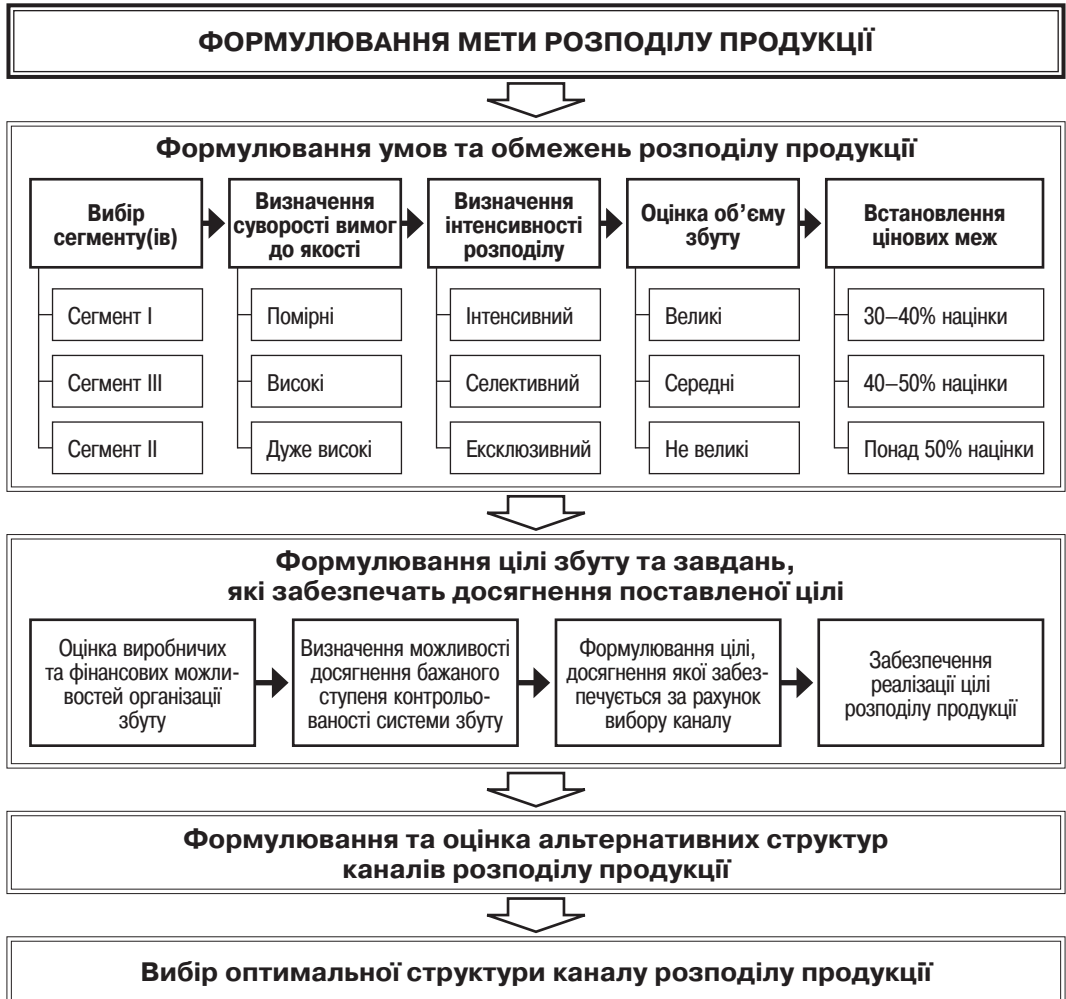 ФОРМУЛЮВАННЯ МЕТИ РОЗПОДІЛУ ПРОДУКЦІЇ
Формулювання умов та обмежень розподілу продукції
Вибір
сегменту(ів)
Визначення
суворості вимог
до якості
Визначення
інтенсивності
розподілу
Оцінка об’єму
збуту
Встановлення
цінових меж
Сегмент I
Помірні
Інтенсивний
Великі
30–40% націнки
Сегмент III
Високі
Селективний
Середні
40–50% націнки
Сегмент II
Дуже високі
Ексклюзивний
Не великі
Понад 50% націнки
Формулювання цілі збуту та завдань,
які забезпечать досягнення поставленої цілі
Оцінка виробничих
та фінансових можли-
востей організації
збуту
Визначення можливості
досягнення бажаного
ступеня контрольо-
ваності системи збуту
Формулювання цілі,
досягнення якої забез-
печується за рахунок
вибору каналу
Забезпечення
реалізації цілі
розподілу продукції
Формулювання та оцінка альтернативних структур
каналів розподілу продукції
Вибір оптимальної структури каналу розподілу продукції